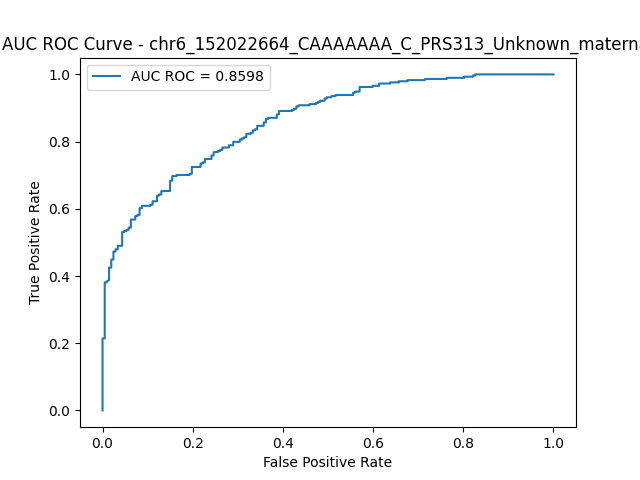 AUC ROC Curve - chr6_152022664_CAAAAAAA_C_PRS313_Unknown_matern
AUC ROC = 0.8598
1.0
0.8
0.6
0.4
0.2
0.0
True Positive Rate
0.0 0.2 0.4 0.6 0.8 1.0
False Positive Rate